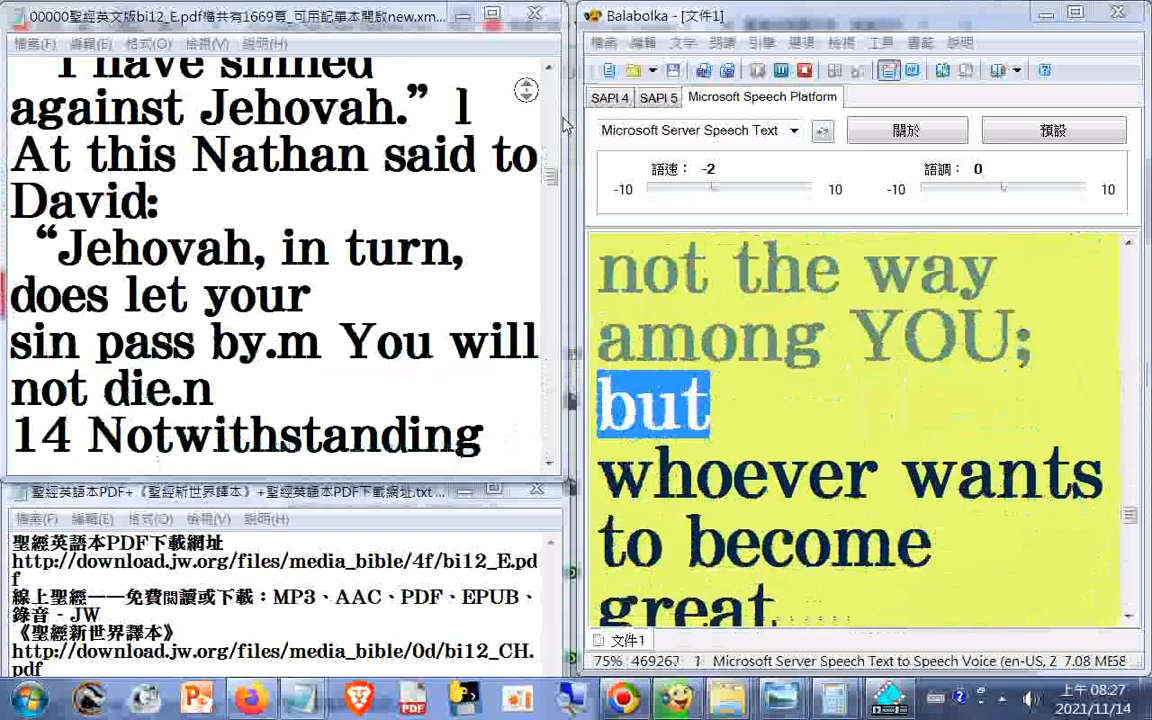 00000聖經英文版bi12_E.pdf檔共有1669頁_可用記事本開啟new.xm...
檔案(F) 編輯(E) 格式(O) 檢視(V) 說明(H)
"I have sinned
against Jehovah.” l
At this Nathan said to
David:
“Jehovah, in turn,
does let your
sin pass by.m You will
not die.n
14 Notwithstanding
聖經英語本PDF+《聖經新世界譯本》+聖經英語本PDF下載網址.txt ...
檔案(F) 編輯(E) 格式(O) 檢視(V) 說明(H)
聖經英語本PDF下載網址
http://download.jw.org/files/media_bible/4f/bi12_E.pd
f
線上聖經——免費閱讀或下載：MP3、AAC、PDF、EPUB、
錄音 - JW
《聖經新世界譯本》
http://download.jw.org/files/media_bible/0d/bi12_CH.
pdf
Balabolka - [文件1]
檔案 編輯 文字 朗讀 引擎 選項 檢視 工具 書籤 說明
SAPI 4 SAPI 5 Microsoft Speech Platform
Microsoft Server Speech Text 關於 預設
語速： -2 語調： 0
-10 10 -10 10
not the way
among YOU;
but
whoever wants
to become
great
文件1
75% 469267 1 Microsoft Server Speech Text to Speech Voice (en-US, Z 7.08 ME58
PDF
上午 08:27
2021/11/14